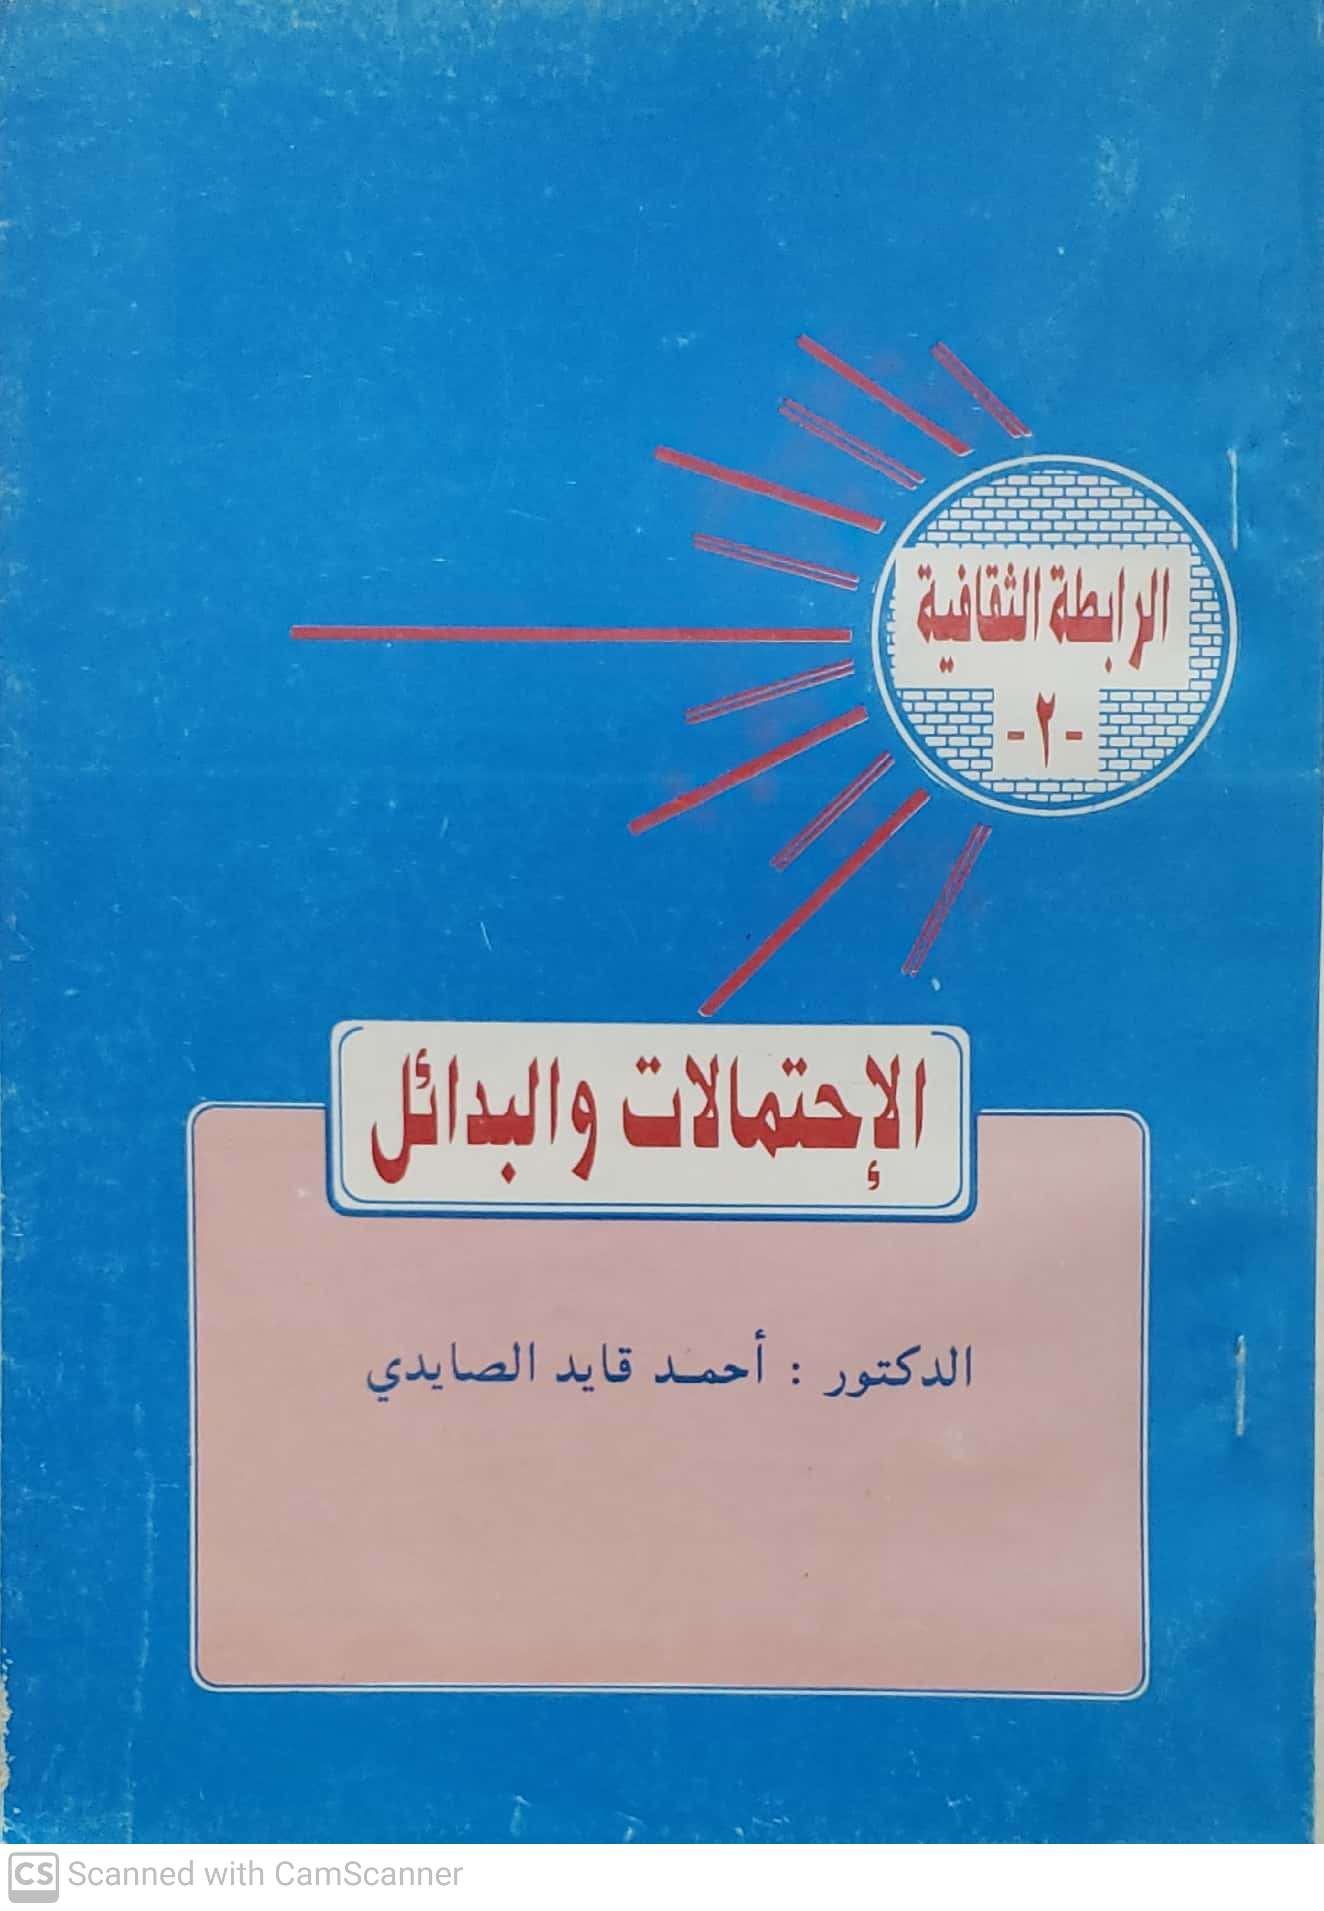 الرابطة الثقافية
- ٢ -
الإحتمالات والبدائل
الدكتور : أحمد قايد الصايدي
CS Scanned with CamScanner